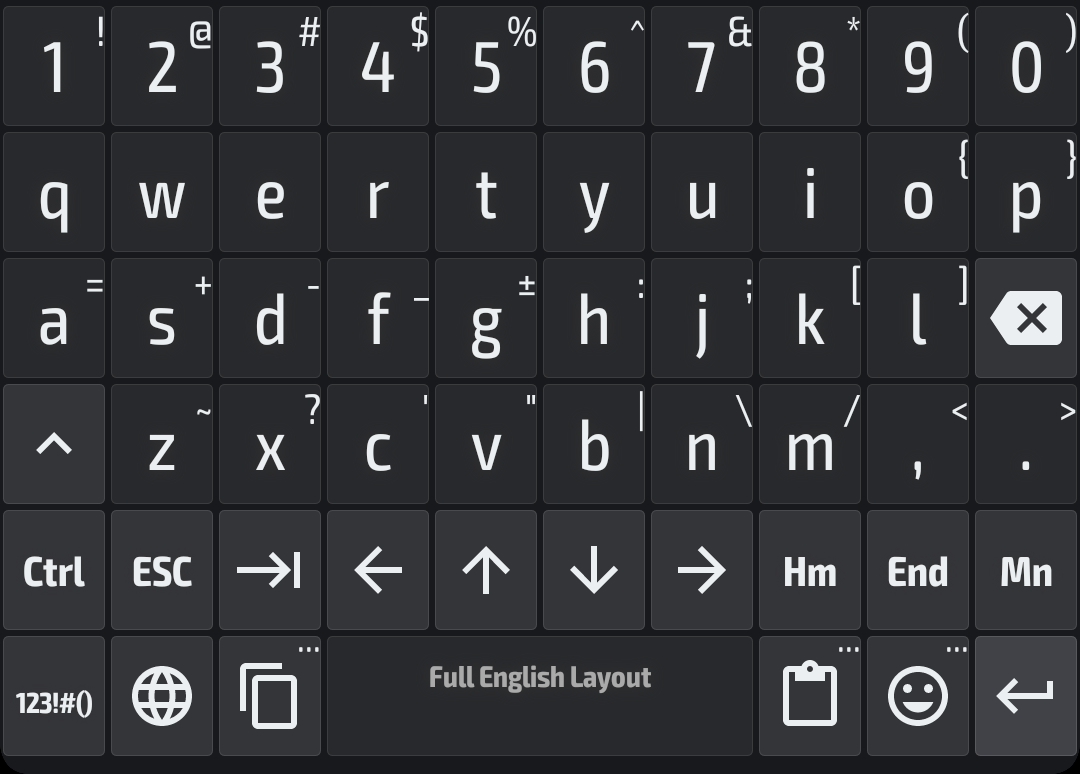 1 ! 2 @ 3 # 4 $ 5 % 6 ^ 7 & 8 * 9 ( 0 )
q w e r t y u i o { p }
a = s + d - f _ g ± h : j ; k [ l ]
z ~ x ? c ' v " b | n \ m / , < . >
Ctrl ESC Hm End Mn
123!#() Full English Layout